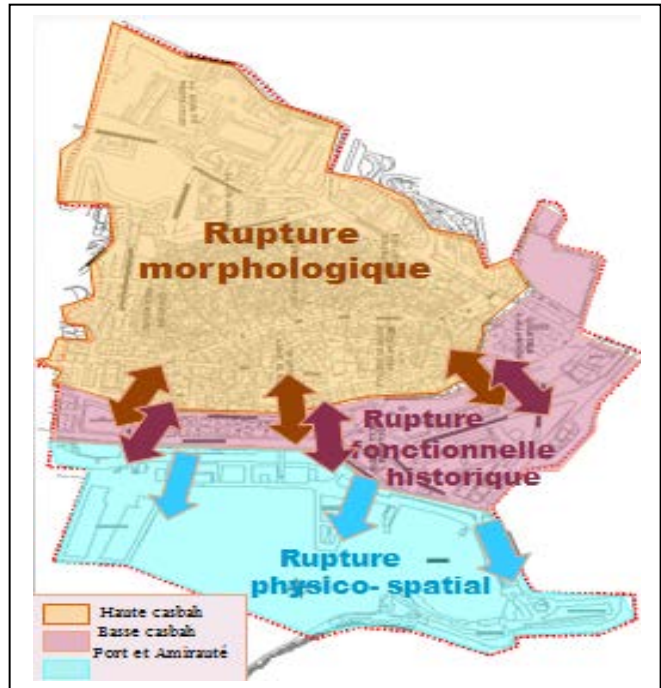 Rupture
morphologique
Rupture
fonctionnelle
historique
Rupture
physico- spatial
Haute casbah
Basse casbah
Port et Amirauté